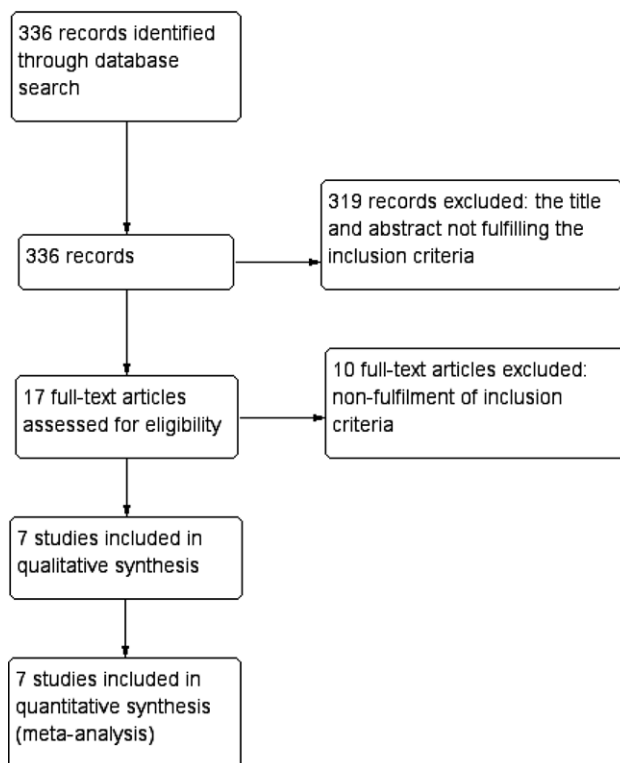 336 records identified
through database
search
319 records excluded: the title
and abstract not fulfilling the
inclusion criteria
336 records
10 full-text articles excluded:
non-fulfilment of inclusion
criteria
17 full-text articles
assessed for eligibility
7 studies included in
qualitative synthesis
7 studies included in
quantitative synthesis
(meta-analysis)